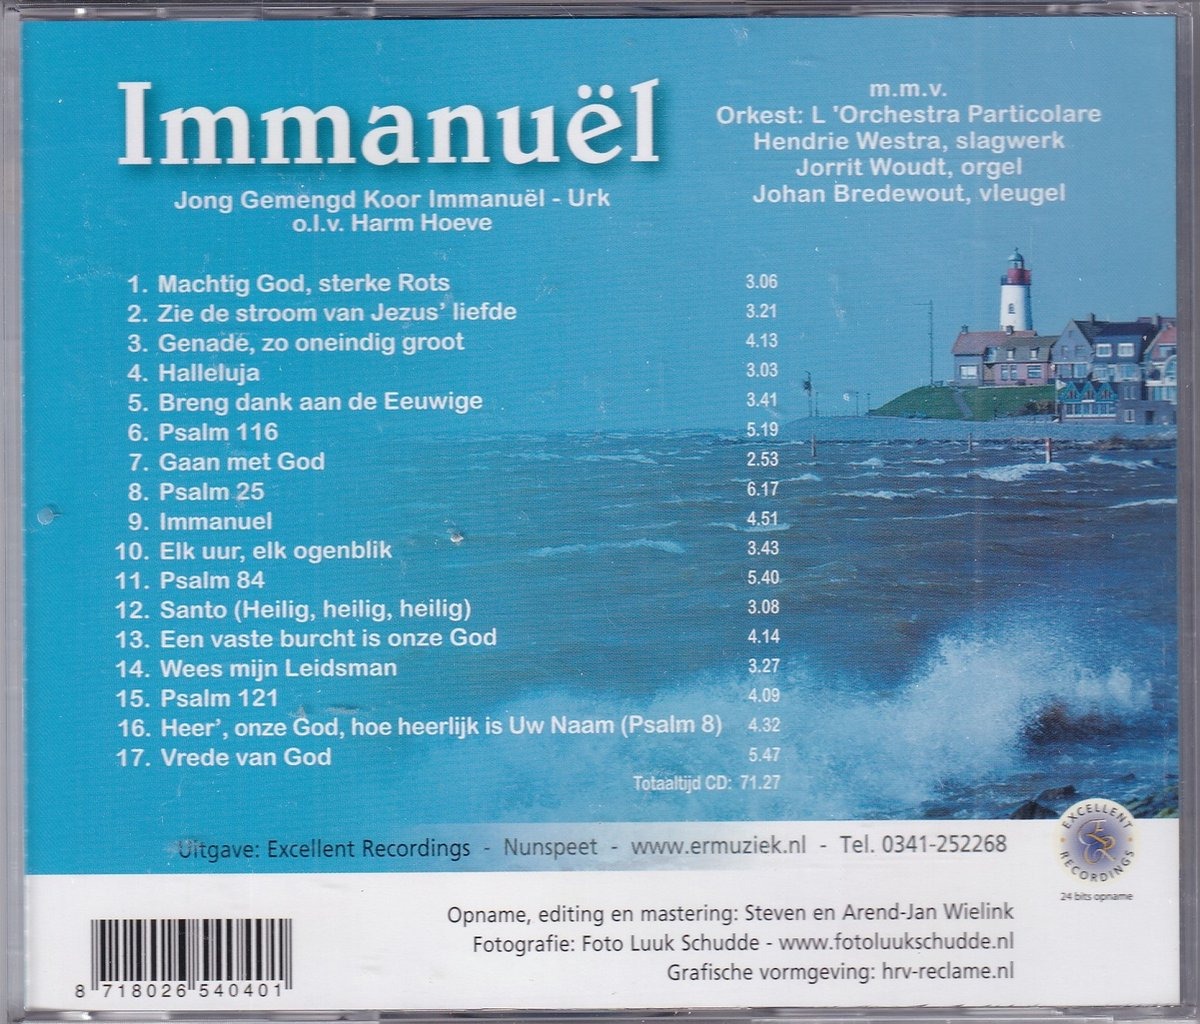 Immanuël
Jong Gemengd Koor Immanuël - Urk
o.l.v. Harm Hoeve
m.m.v.
Orkest: L 'Orchestra Particolare
Hendrie Westra, slagwerk
Jorrit Woudt, orgel
Johan Bredewout, vleugel
1. Machtig God, sterke Rots 3.06
2. Zie de stroom van Jezus' liefde 3.21
3. Genade, zo oneindig groot 4.13
4. Halleluja 3.03
5. Breng dank aan de Eeuwige 3.41
6. Psalm 116 5.19
7. Gaan met God 2.53
8. Psalm 25 6.17
9. Immanuel 4.51
10. Elk uur, elk ogenblik 3.43
11. Psalm 84 5.40
12. Santo (Heilig, heilig, heilig) 3.08
13. Een vaste burcht is onze God 4.14
14. Wees mijn Leidsman 3.27
15. Psalm 121 4.09
16. Heer', onze God, hoe heerlijk is Uw Naam (Psalm 8) 4.32
17. Vrede van God 5.47
Totaaltijd CD: 71.27
Uitgave: Excellent Recordings - Nunspeet - www.ermuziek.nl - Tel. 0341-252268
EXCELLENT
ER
RECORDINGS
24 bits opname
Opname, editing en mastering: Steven en Arend-Jan Wielink
Fotografie: Foto Luuk Schudde - www.fotoluukschudde.nl
Grafische vormgeving: hrv-reclame.nl
8 718026 540401